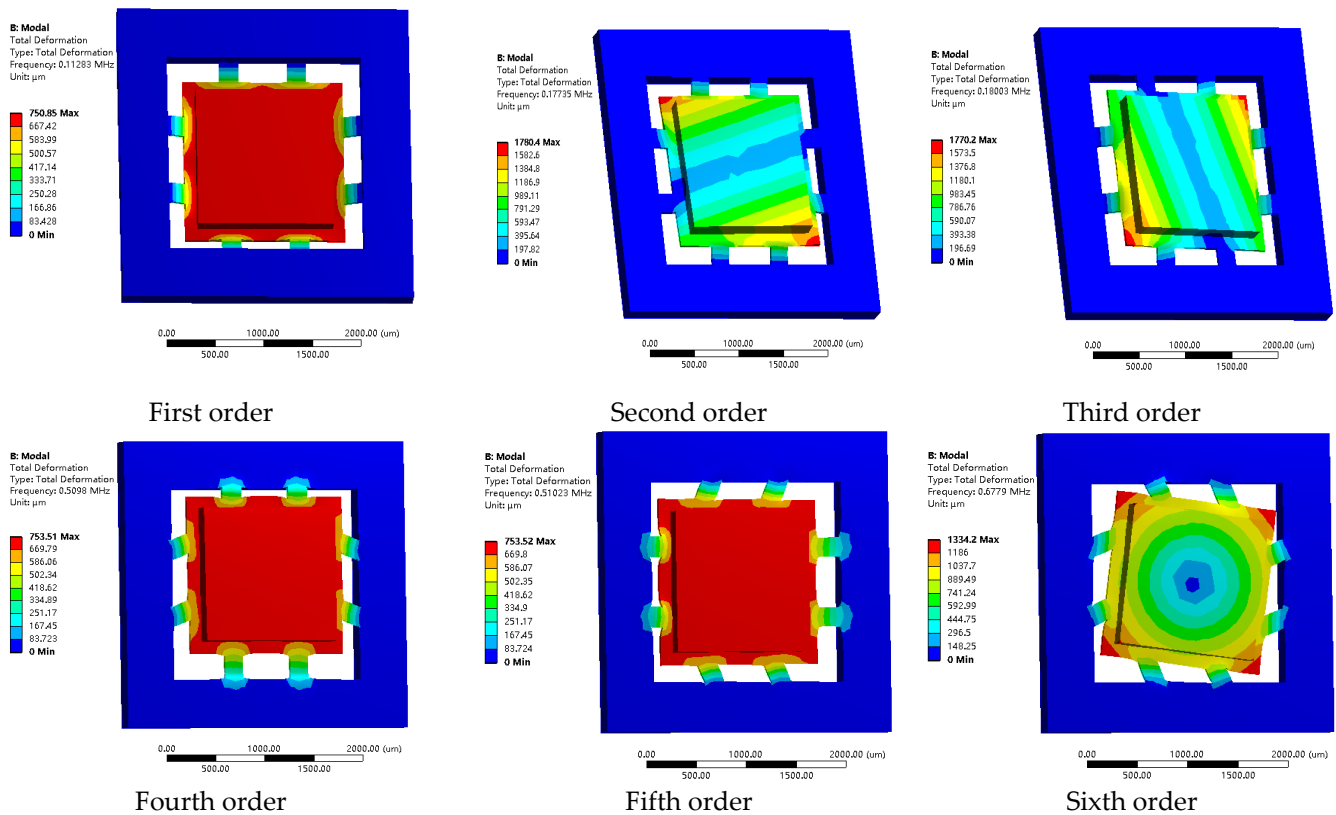 B: Modal
Total Deformation
Type: Total Deformation
Frequency: 0.11283 MHz
Unit: µm
750.85 Max
667.42
583.99
500.57
417.14
333.71
250.28
166.86
83.428
0 Min
0.00 1000.00 2000.00 (um)
500.00 1500.00
First order
B: Modal
Total Deformation
Type: Total Deformation
Frequency: 0.17735 MHz
Unit: µm
1780.4 Max
1582.6
1384.8
1186.9
989.11
791.29
593.47
395.64
197.82
0 Min
0.00 1000.00 2000.00 (um)
500.00 1500.00
Second order
B: Modal
Total Deformation
Type: Total Deformation
Frequency: 0.18003 MHz
Unit: µm
1770.2 Max
1573.5
1376.8
1180.1
983.45
786.76
590.07
393.38
196.69
0 Min
0.00 1000.00 2000.00 (um)
500.00 1500.00
Third order
B: Modal
Total Deformation
Type: Total Deformation
Frequency: 0.5098 MHz
Unit: µm
753.51 Max
669.79
586.06
502.34
418.62
334.89
251.17
167.45
83.723
0 Min
0.00 1000.00 2000.00 (um)
500.00 1500.00
Fourth order
B: Modal
Total Deformation
Type: Total Deformation
Frequency: 0.51023 MHz
Unit: µm
753.52 Max
669.8
586.07
502.35
418.62
334.9
251.17
167.45
83.724
0 Min
0.00 1000.00 2000.00 (um)
500.00 1500.00
Fifth order
B: Modal
Total Deformation
Type: Total Deformation
Frequency: 0.6779 MHz
Unit: µm
1334.2 Max
1186
1037.7
889.49
741.24
592.99
444.75
296.5
148.25
0 Min
0.00 1000.00 2000.00 (um)
500.00 1500.00
Sixth order